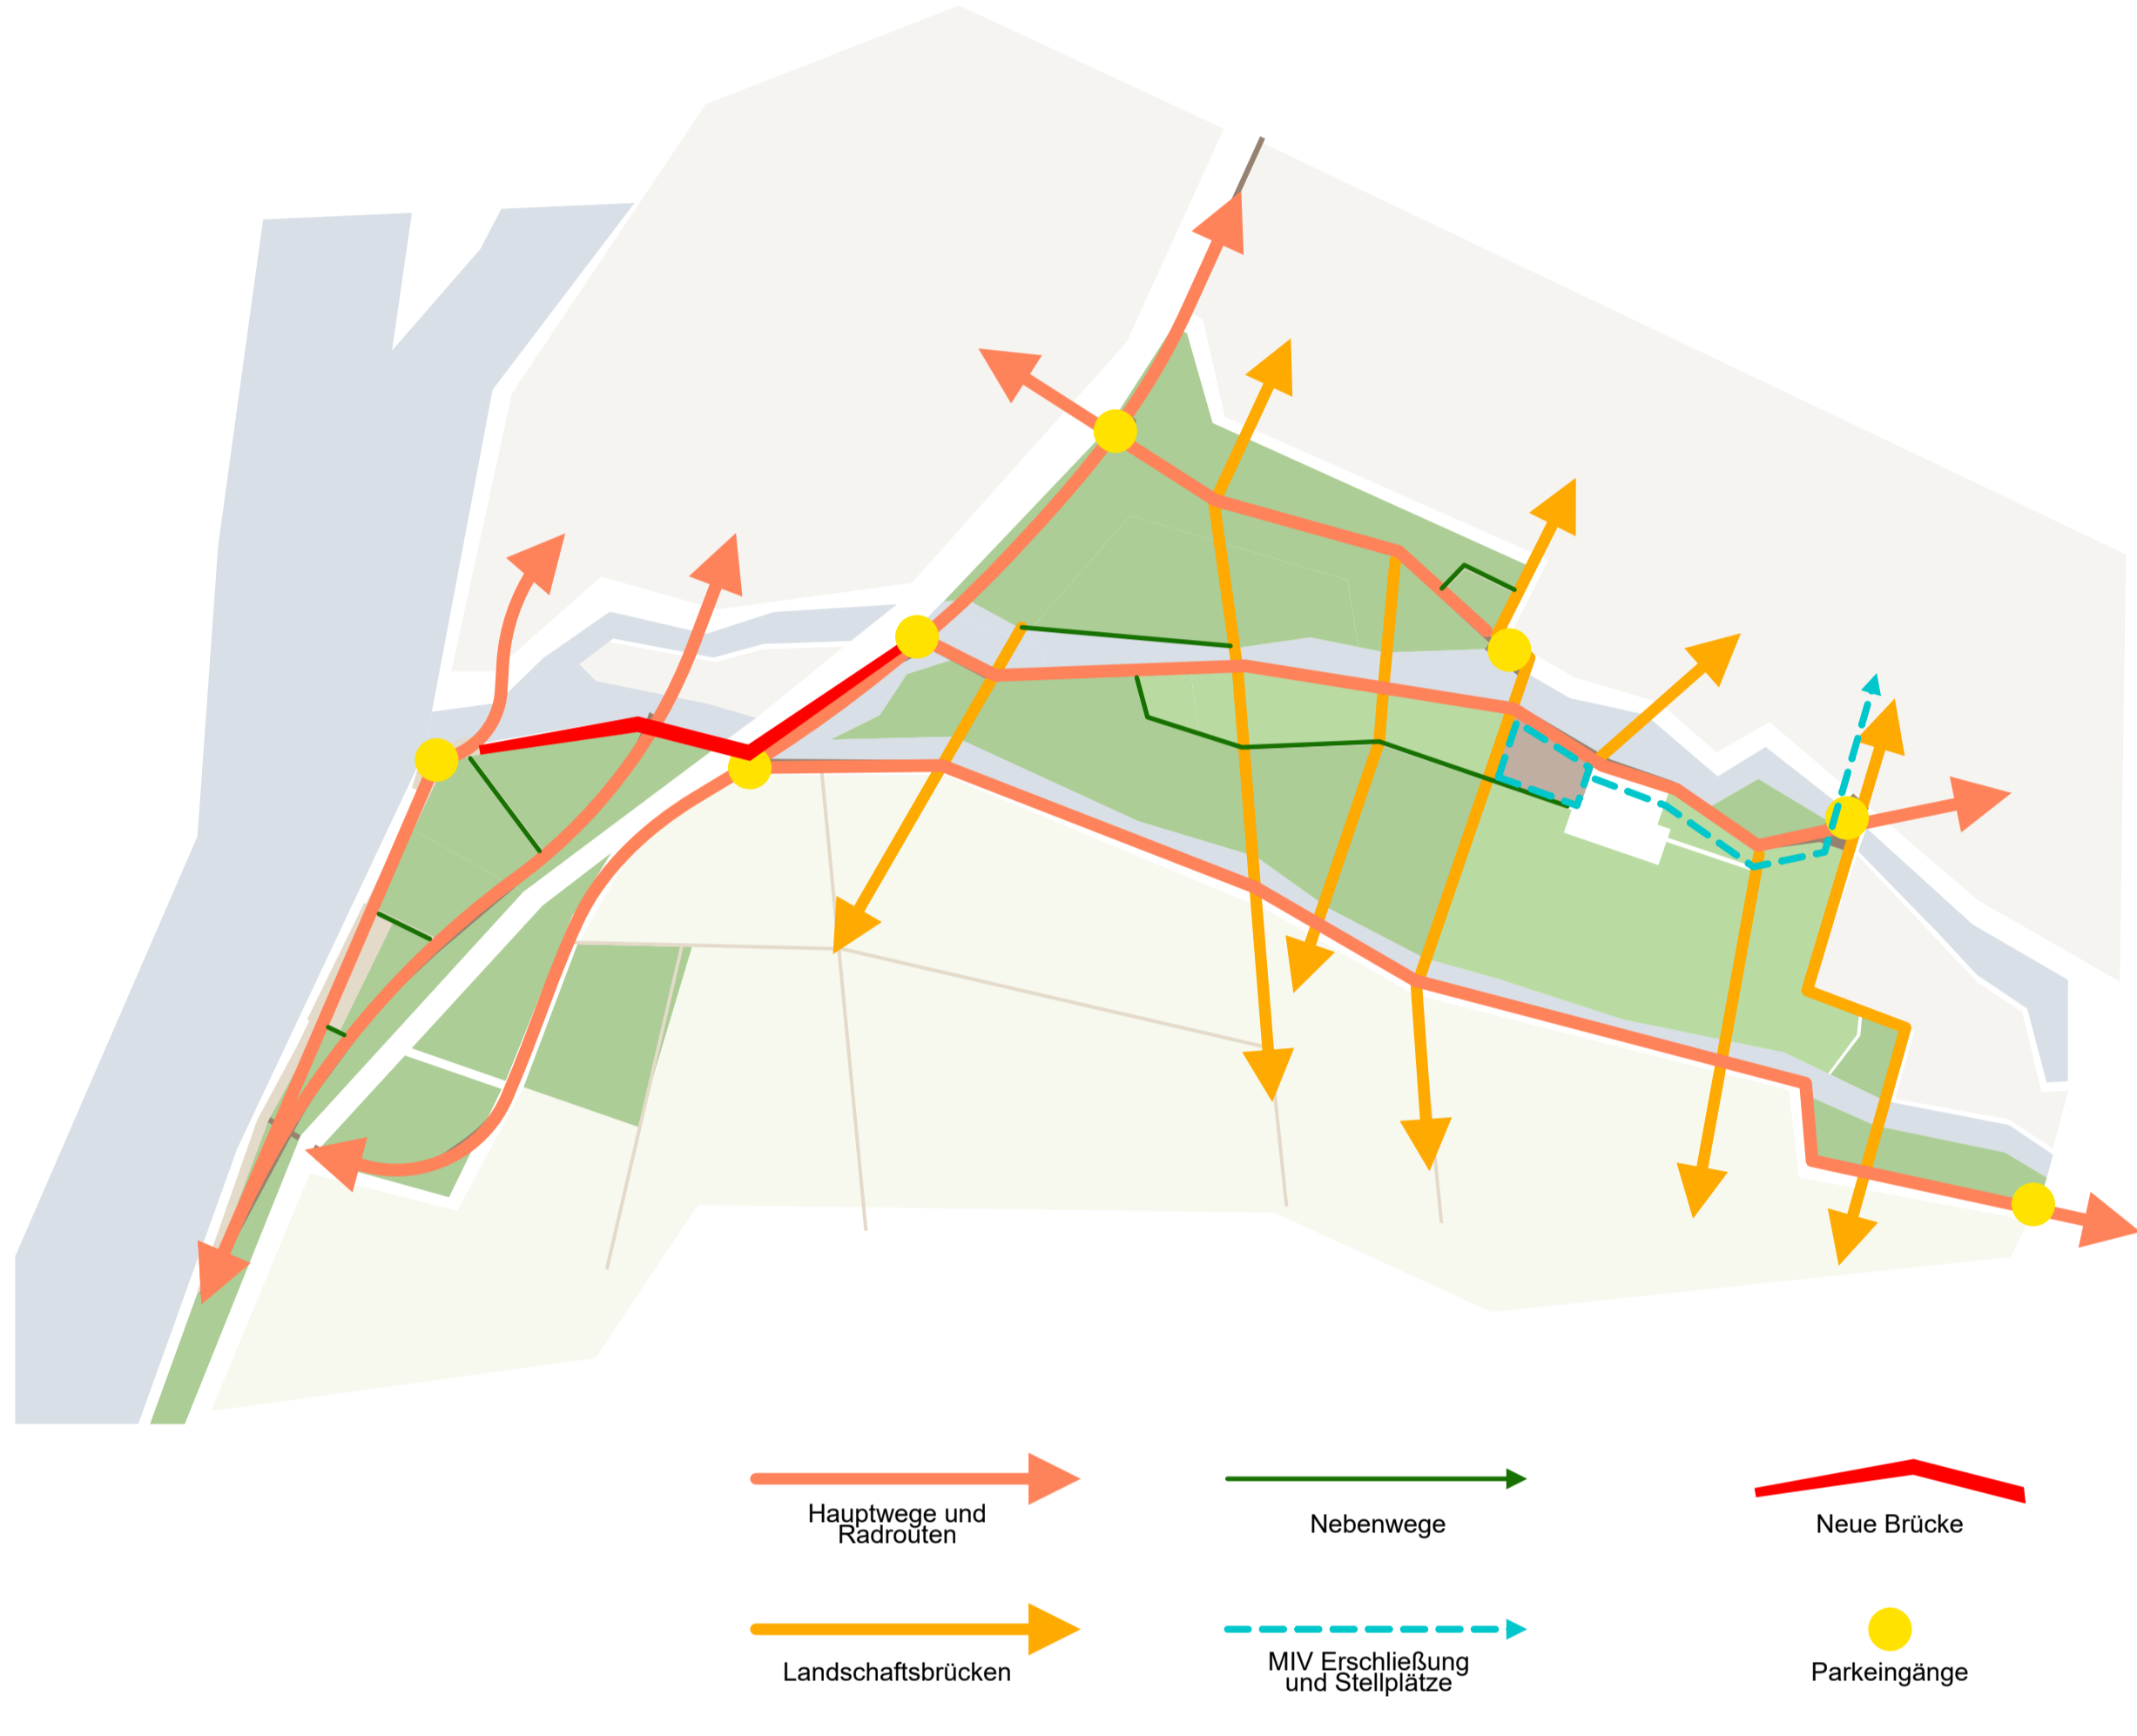 Hauptwege und
Radrouten
Nebenwege
Neue Brücke
Landschaftsbrücken
MIV Erschließung
und Stellplätze
Parkeingänge